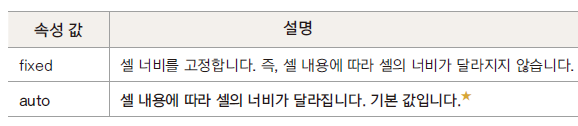 속성 값 설명
fixed 셀 너비를 고정합니다. 즉, 셀 내용에 따라 셀의 너비가 달라지지 않습니다.
auto 셀 내용에 따라 셀의 너비가 달라집니다. 기본 값입니다.★